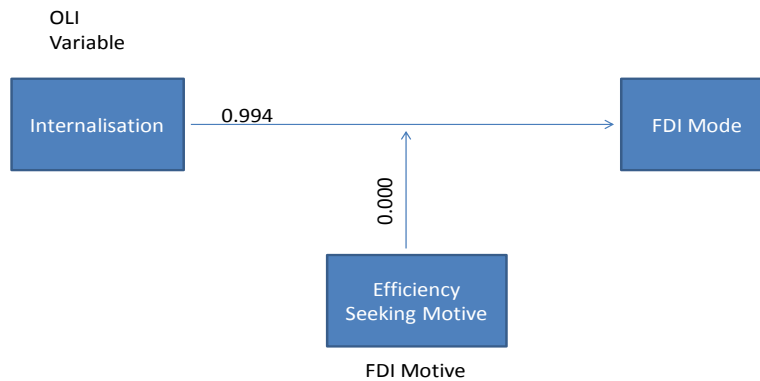 OLI
Variable
Internalisation
0.994
FDI Mode
0.000
Efficiency
Seeking Motive
FDI Motive